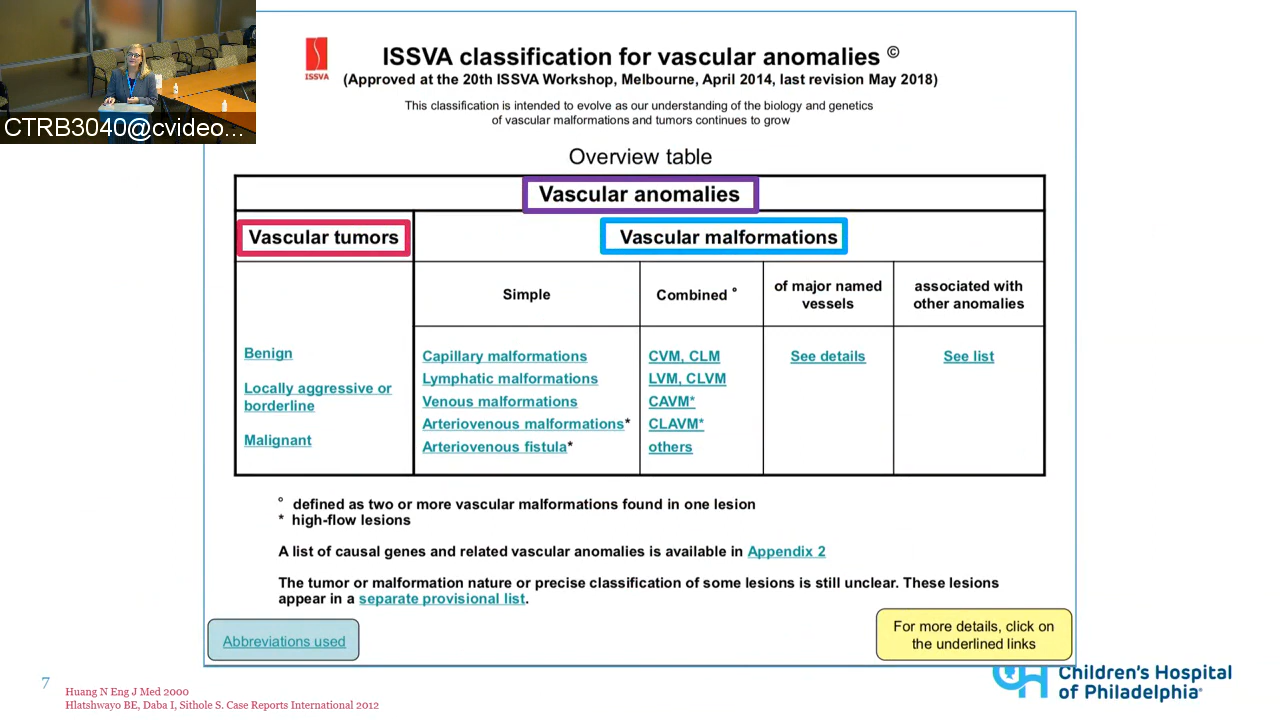 CTRB3040@cvideo...
ISSVA
ISSVA classification for vascular anomalies ©
(Approved at the 20th ISSVA Workshop, Melbourne, April 2014, last revision May 2018)
This classification is intended to evolve as our understanding of the biology and genetics
of vascular malformations and tumors continues to grow
Overview table
Vascular anomalies
Vascular tumors
Vascular malformations
Simple
Combined °
of major named
vessels
associated with
other anomalies
Benign
Locally aggressive or
borderline
Malignant
Capillary malformations
Lymphatic malformations
Venous malformations
Arteriovenous malformations*
Arteriovenous fistula*
CVM, CLM
LVM, CLVM
CAVM*
CLAVM*
others
See details
See list
° defined as two or more vascular malformations found in one lesion
* high-flow lesions
A list of causal genes and related vascular anomalies is available in Appendix 2
The tumor or malformation nature or precise classification of some lesions is still unclear. These lesions
appear in a separate provisional list.
Abbreviations used
For more details, click on
the underlined links
7
Huang N Eng J Med 2000
Hlatshwayo BE, Daba I, Sithole S. Case Reports International 2012
Children's Hospital
of Philadelphia®